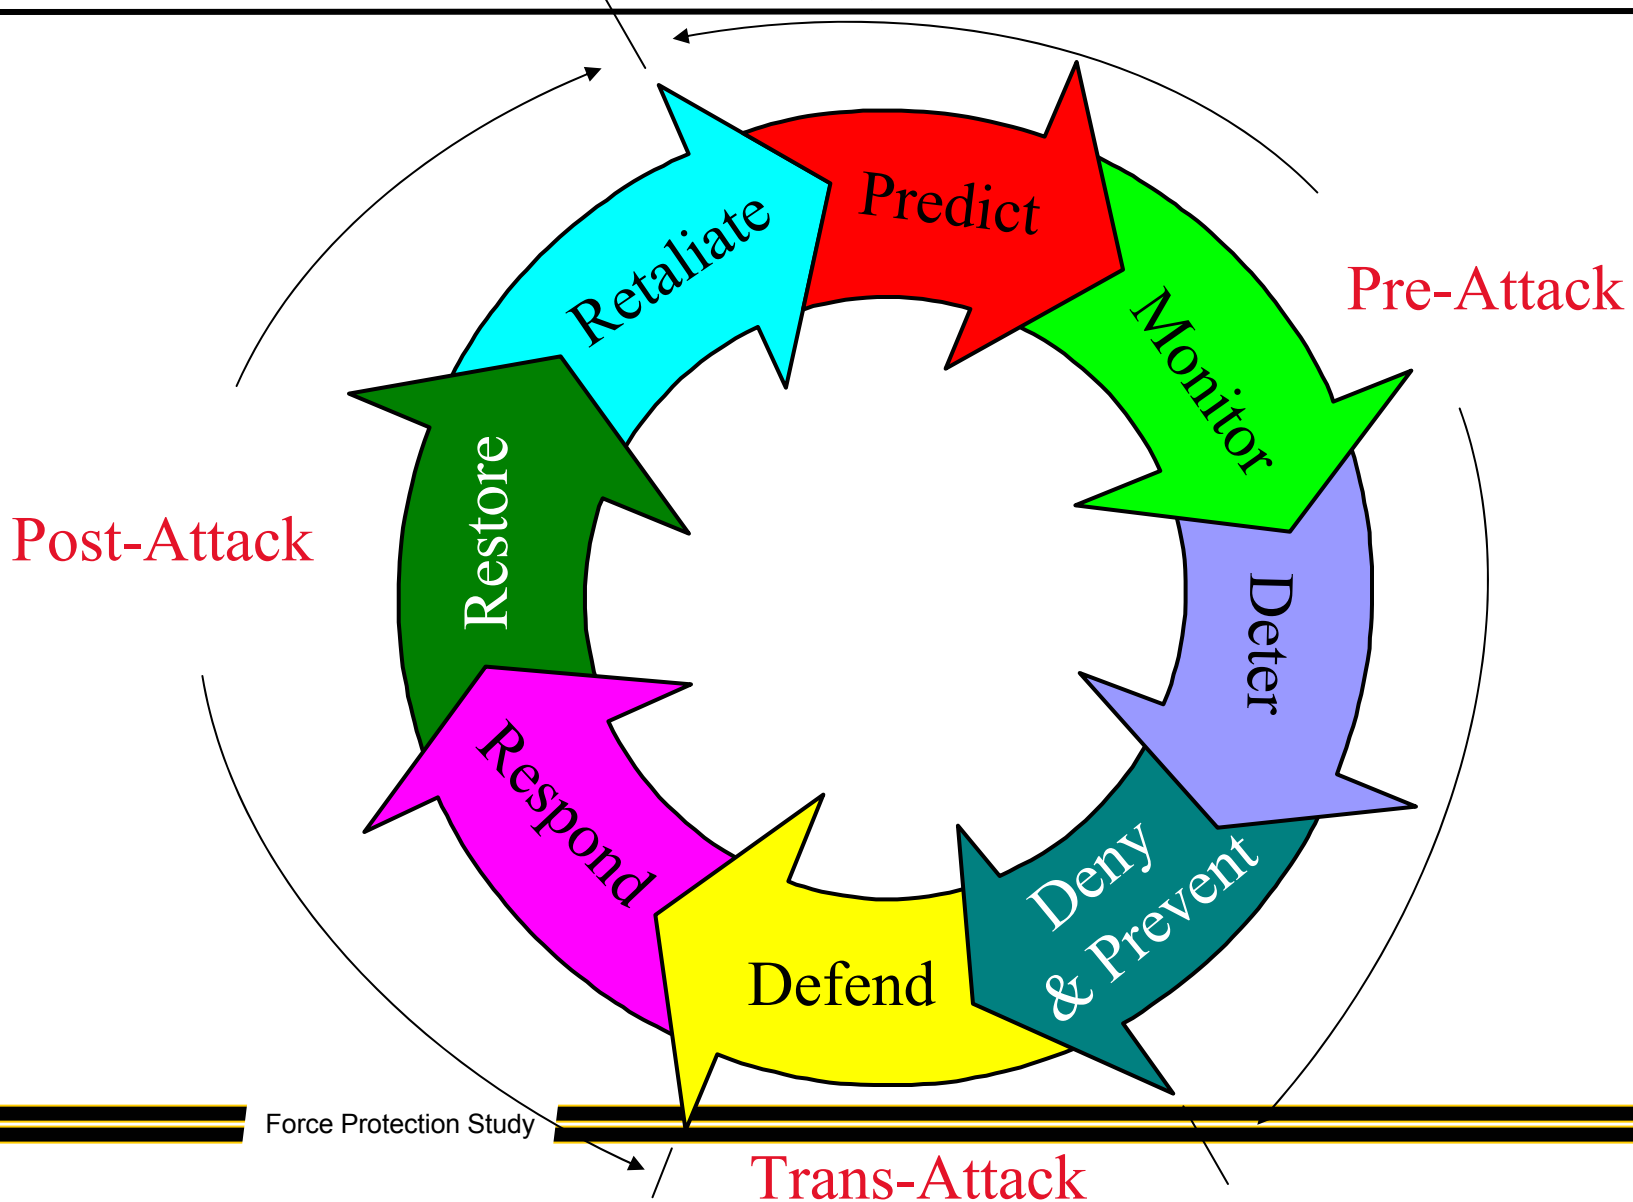 Predict
Retaliate
Monitor
Pre-Attack
Restore
Post-Attack
Deter
Respond
Deny
& Prevent
Defend
Force Protection Study
Trans-Attack